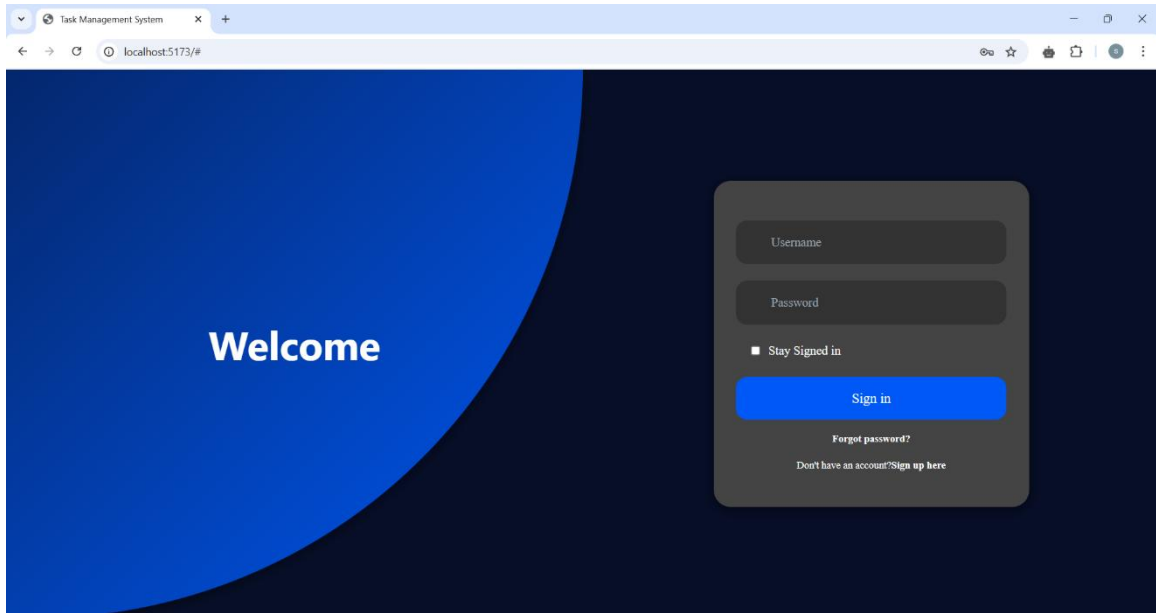 Task Management System
localhost:5173/#
Welcome
Username
Password
Stay Signed in
Sign in
Forgot password?
Don't have an account?Sign up here